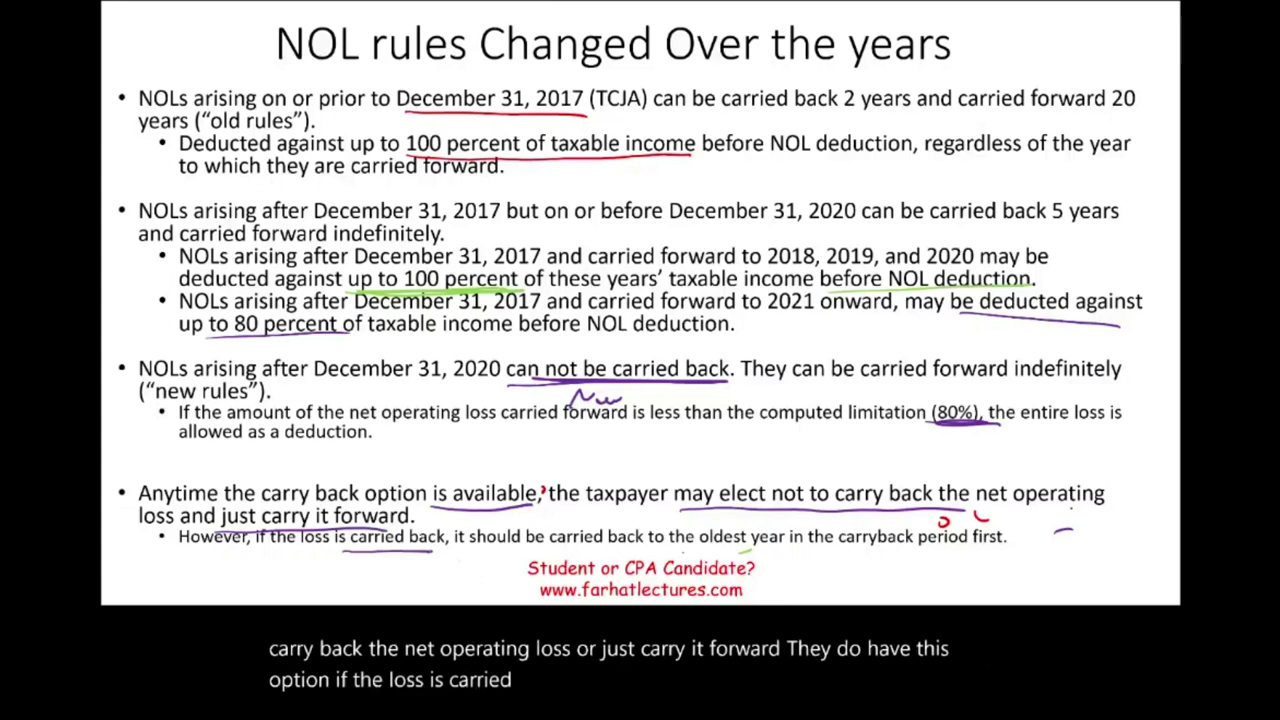 NOL rules Changed Over the years
• NOLs arising on or prior to December 31, 2017 (TCJA) can be carried back 2 years and carried forward 20
years (“old rules”).
• Deducted against up to 100 percent of taxable income before NOL deduction, regardless of the year
to which they are carried forward.
• NOLs arising after December 31, 2017 but on or before December 31, 2020 can be carried back 5 years
and carried forward indefinitely.
• NOLs arising after December 31, 2017 and carried forward to 2018, 2019, and 2020 may be
deducted against up to 100 percent of these years’ taxable income before NOL deduction.
• NOLs arising after December 31, 2017 and carried forward to 2021 onward, may be deducted against
up to 80 percent of taxable income before NOL deduction.
• NOLs arising after December 31, 2020 can not be carried back. They can be carried forward indefinitely
(“new rules”).
• If the amount of the net operating loss carried forward is less than the computed limitation (80%), the entire loss is
allowed as a deduction.
• Anytime the carry back option is available, the taxpayer may elect not to carry back the net operating
loss and just carry it forward.
• However, if the loss is carried back, it should be carried back to the oldest year in the carryback period first.
Student or CPA Candidate?
www.farhatlectures.com
carry back the net operating loss or just carry it forward They do have this
option if the loss is carried